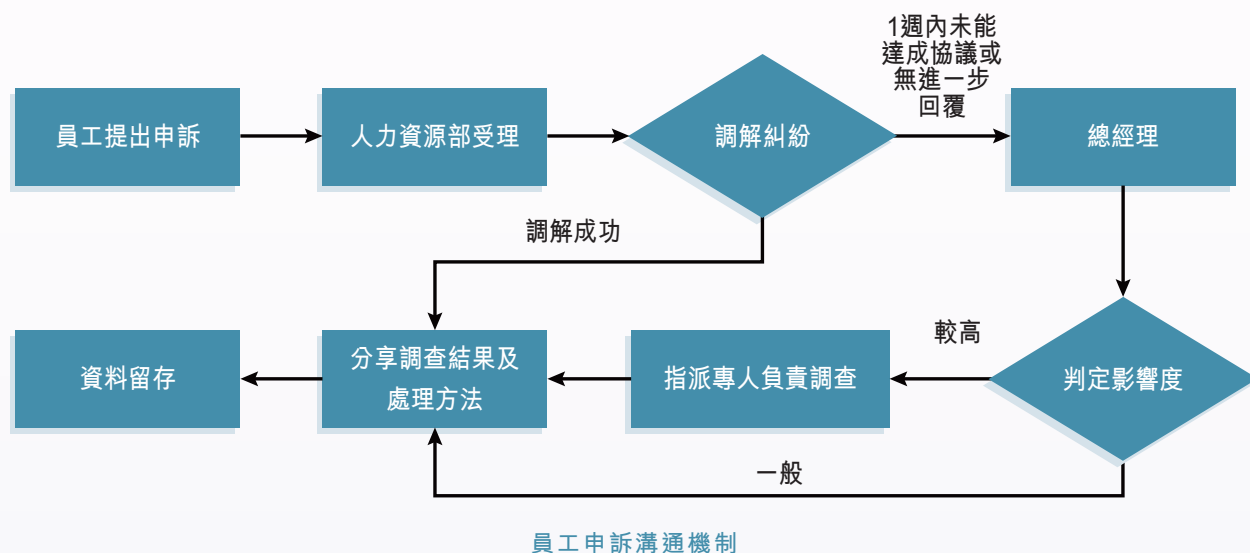 1週內未能
達成協議或
無進一步
回覆
員工提出申訴
人力資源部受理
調解糾紛
總經理
調解成功
較高
資料留存
分享調查結果及
處理方法
指派專人負責調查
判定影響度
一般
員工申訴溝通機制